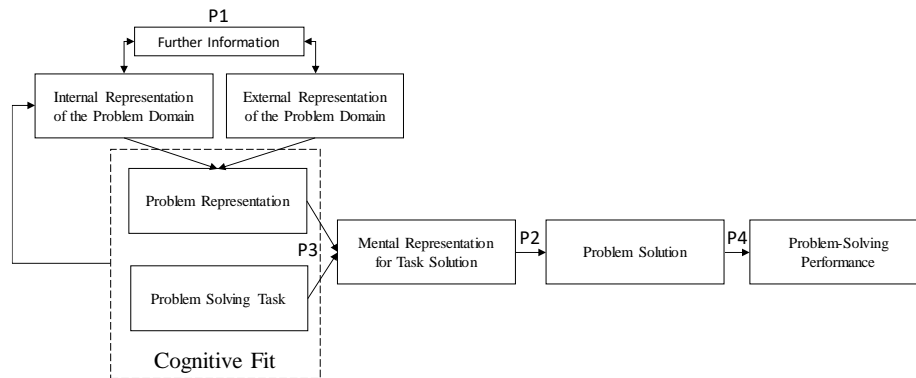 P1
Further Information
Internal Representation
of the Problem Domain
External Representation
of the Problem Domain
Problem Representation
P3
Problem Solving Task
Cognitive Fit
Mental Representation
for Task Solution
P2
Problem Solution
P4
Problem-Solving
Performance